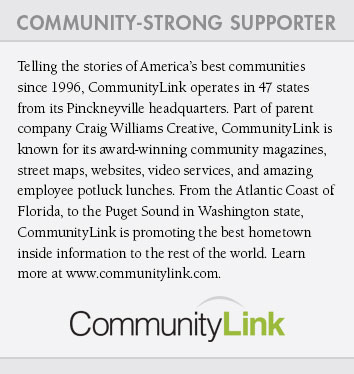 COMMUNITY-STRONG SUPPORTER
Telling the stories of America's best communities
since 1996, CommunityLink operates in 47 states
from its Pinckneyville headquarters. Part of parent
company Craig Williams Creative, CommunityLink is
known for its award-winning community magazines,
street maps, websites, video services, and amazing
employee potluck lunches. From the Atlantic Coast of
Florida, to the Puget Sound in Washington state,
CommunityLink is promoting the best hometown
inside information to the rest of the world. Learn
more at www.communitylink.com.
CommunityLink